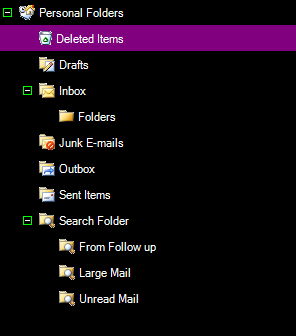 Personal Folders
Deleted Items
Drafts
Inbox
Folders
Junk E-mails
Outbox
Sent Items
Search Folder
From Follow up
Large Mail
Unread Mail